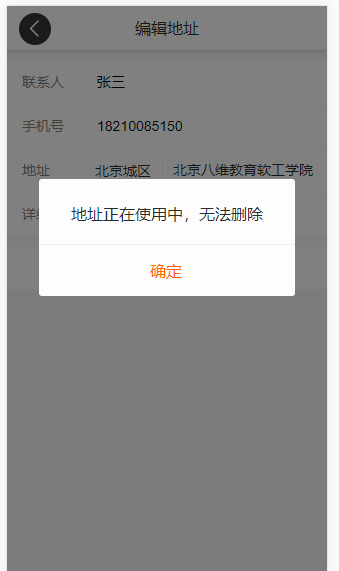 编辑地址
联系人 张三
手机号 18210085150
地址 北京城区 北京八维教育软工学院
地址正在使用中，无法删除
确定